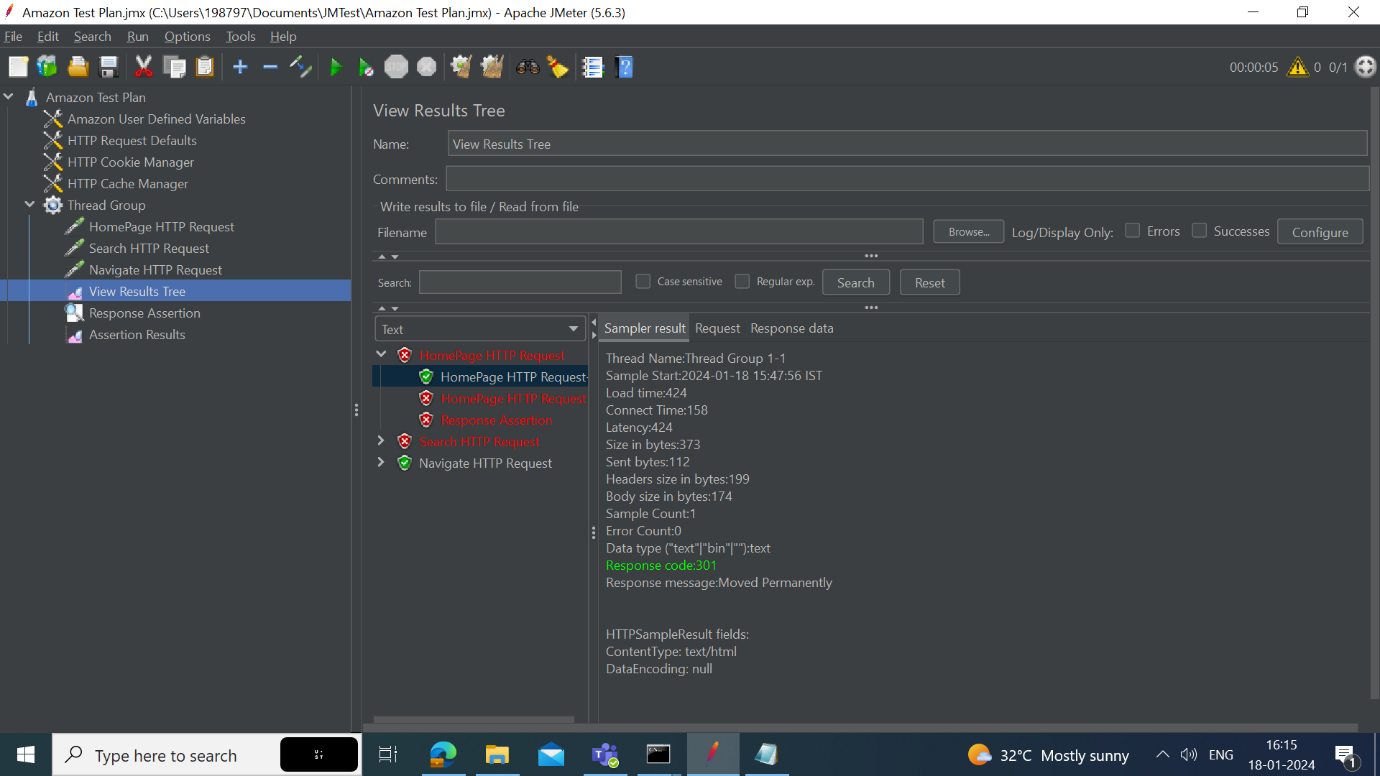 Amazon Test Plan.jmx (C:\Users\198797\Documents\JMTest\Amazon Test Plan.jmx) - Apache JMeter (5.6.3)
File Edit Search Run Options Tools Help
00:00:05 0 0/1
Amazon Test Plan
Amazon User Defined Variables
HTTP Request Defaults
HTTP Cookie Manager
HTTP Cache Manager
Thread Group
HomePage HTTP Request
Search HTTP Request
Navigate HTTP Request
View Results Tree
Response Assertion
Assertion Results
View Results Tree
Name: View Results Tree
Comments:
Write results to file / Read from file
Filename Browse... Log/Display Only: Errors Successes Configure
Search: Case sensitive Regular exp. Search Reset
Text
HomePage HTTP Request
HomePage HTTP Request-
HomePage HTTP Request
Response Assertion
Search HTTP Request
Navigate HTTP Request
Sampler result Request Response data
Thread Name:Thread Group 1-1
Sample Start:2024-01-18 15:47:56 IST
Load time:424
Connect Time:158
Latency:424
Size in bytes:373
Sent bytes:112
Headers size in bytes:199
Body size in bytes:174
Sample Count:1
Error Count:0
Data type ("text"|"bin"|""):text
Response code:301
Response message:Moved Permanently
HTTPSampleResult fields:
ContentType: text/html
DataEncoding: null
Type here to search
32°C Mostly sunny
ENG
16:15
18-01-2024
1